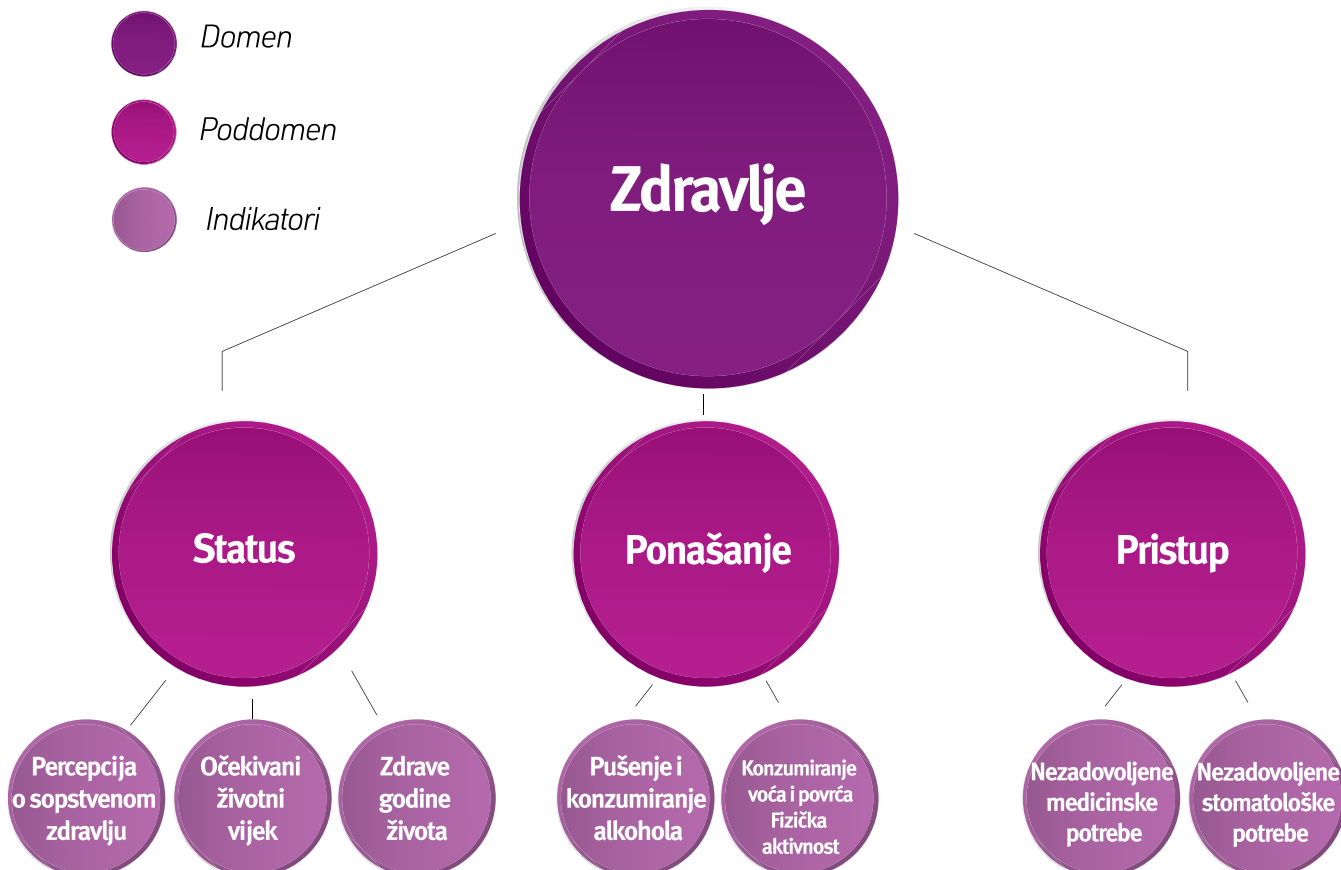 Domen
Poddomen
Indikatori
Zdravlje
Status
Ponašanje
Pristup
Percepcija
o sopstvenom
zdravlju
Očekivani
životni
vijek
Zdrave
godine
života
Pušenje i
konzumiranje
alkohola
Konzumiranje
voća i povrća
Fizička
aktivnost
Nezadovoljene
medicinske
potrebe
Nezadovoljene
stomatološke
potrebe